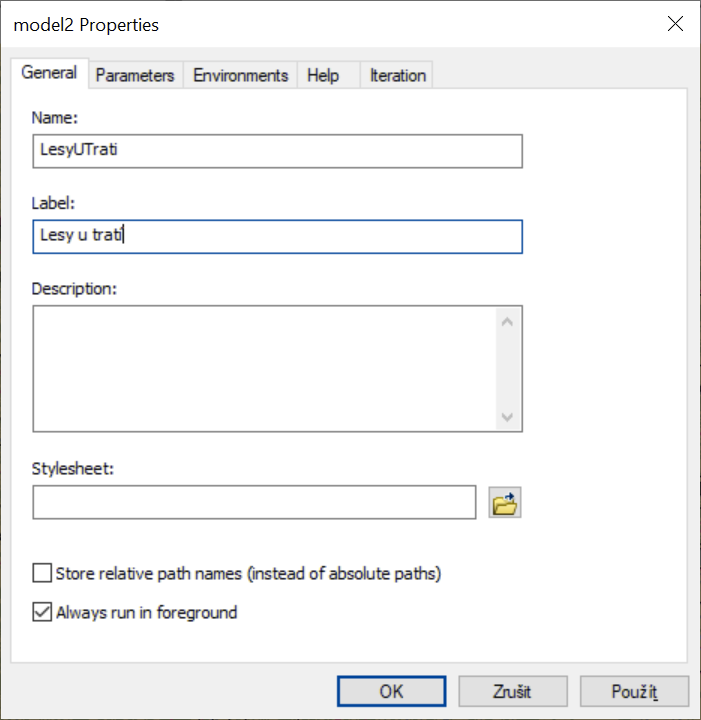 model2 Properties
General Parameters Environments Help Iteration
Name:
LesyUTrati
Label:
Lesy u tratí
Description:
Stylesheet:
Store relative path names (instead of absolute paths)
Always run in foreground
OK Zrušit Použít